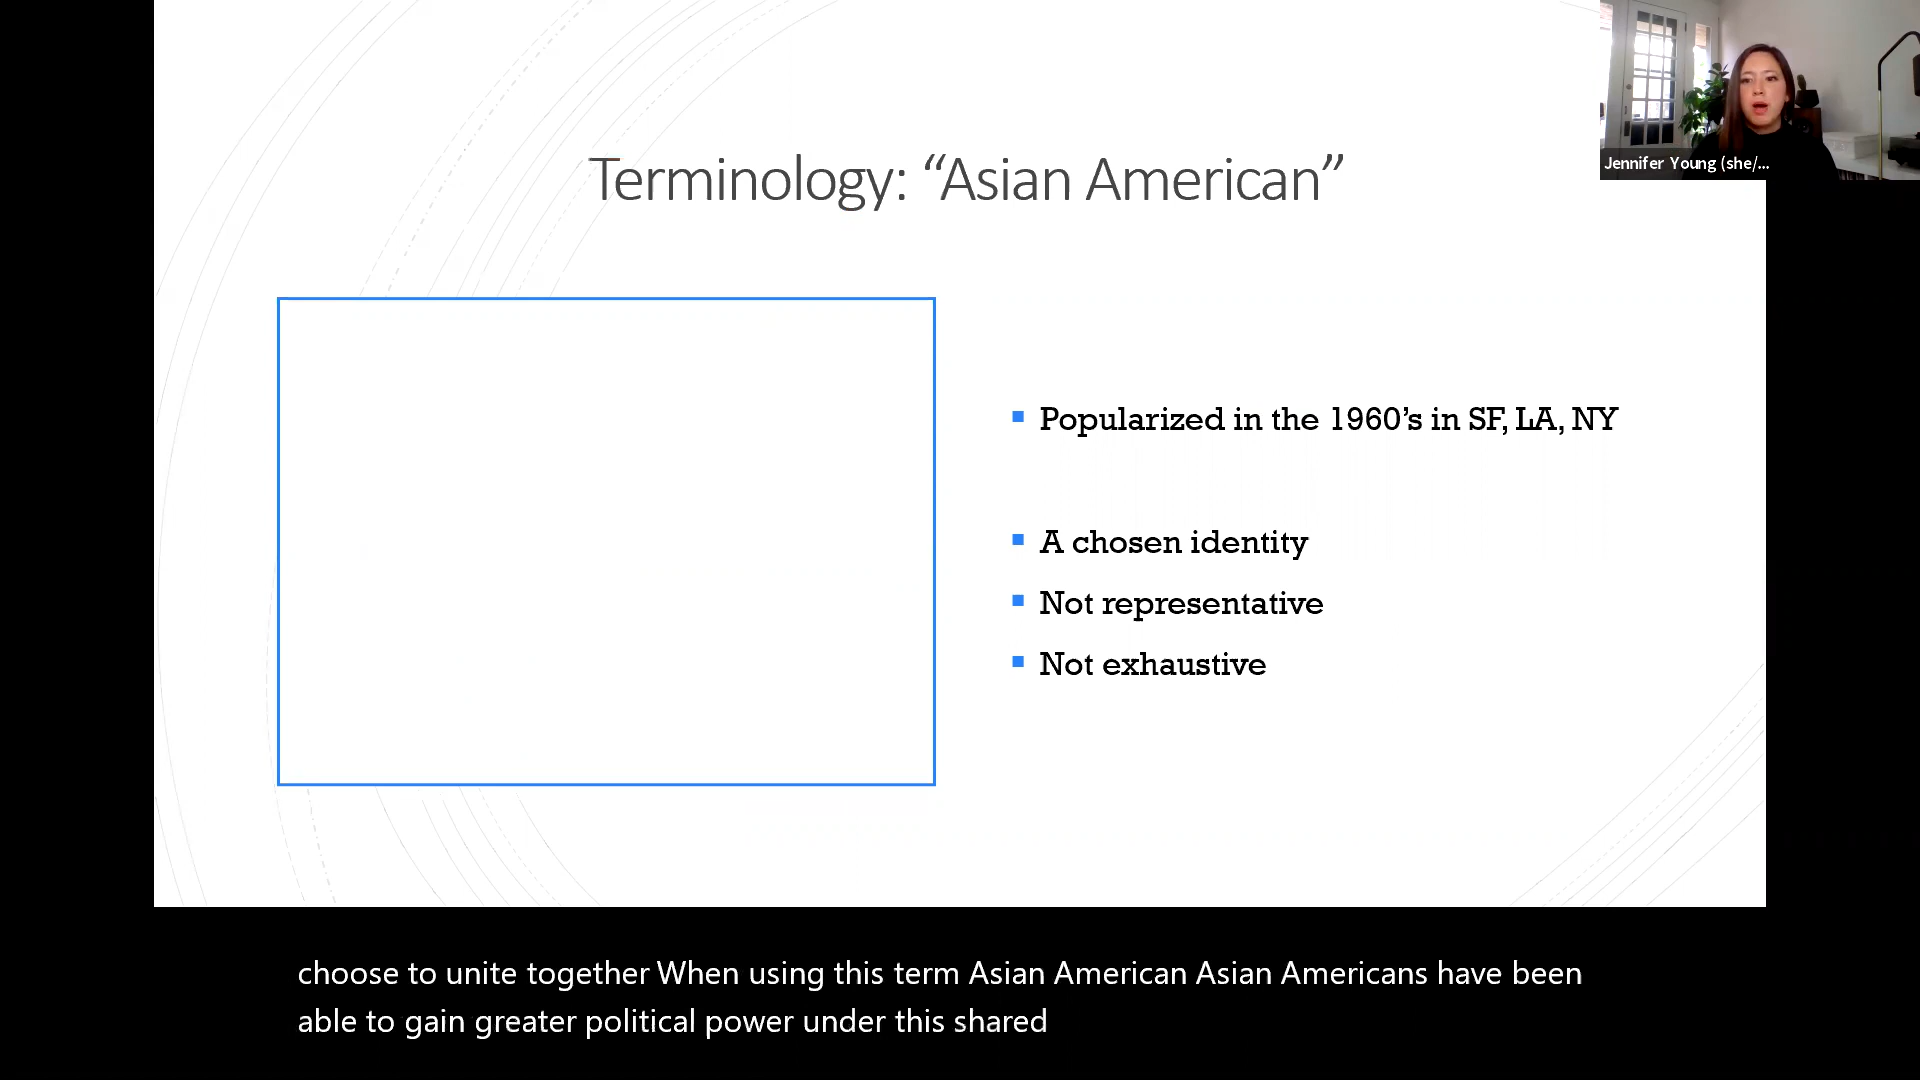 Jennifer Young (she/...
Terminology: “Asian American”
Popularized in the 1960’s in SF, LA, NY
A chosen identity
Not representative
Not exhaustive
choose to unite together When using this term Asian American Asian Americans have been
able to gain greater political power under this shared